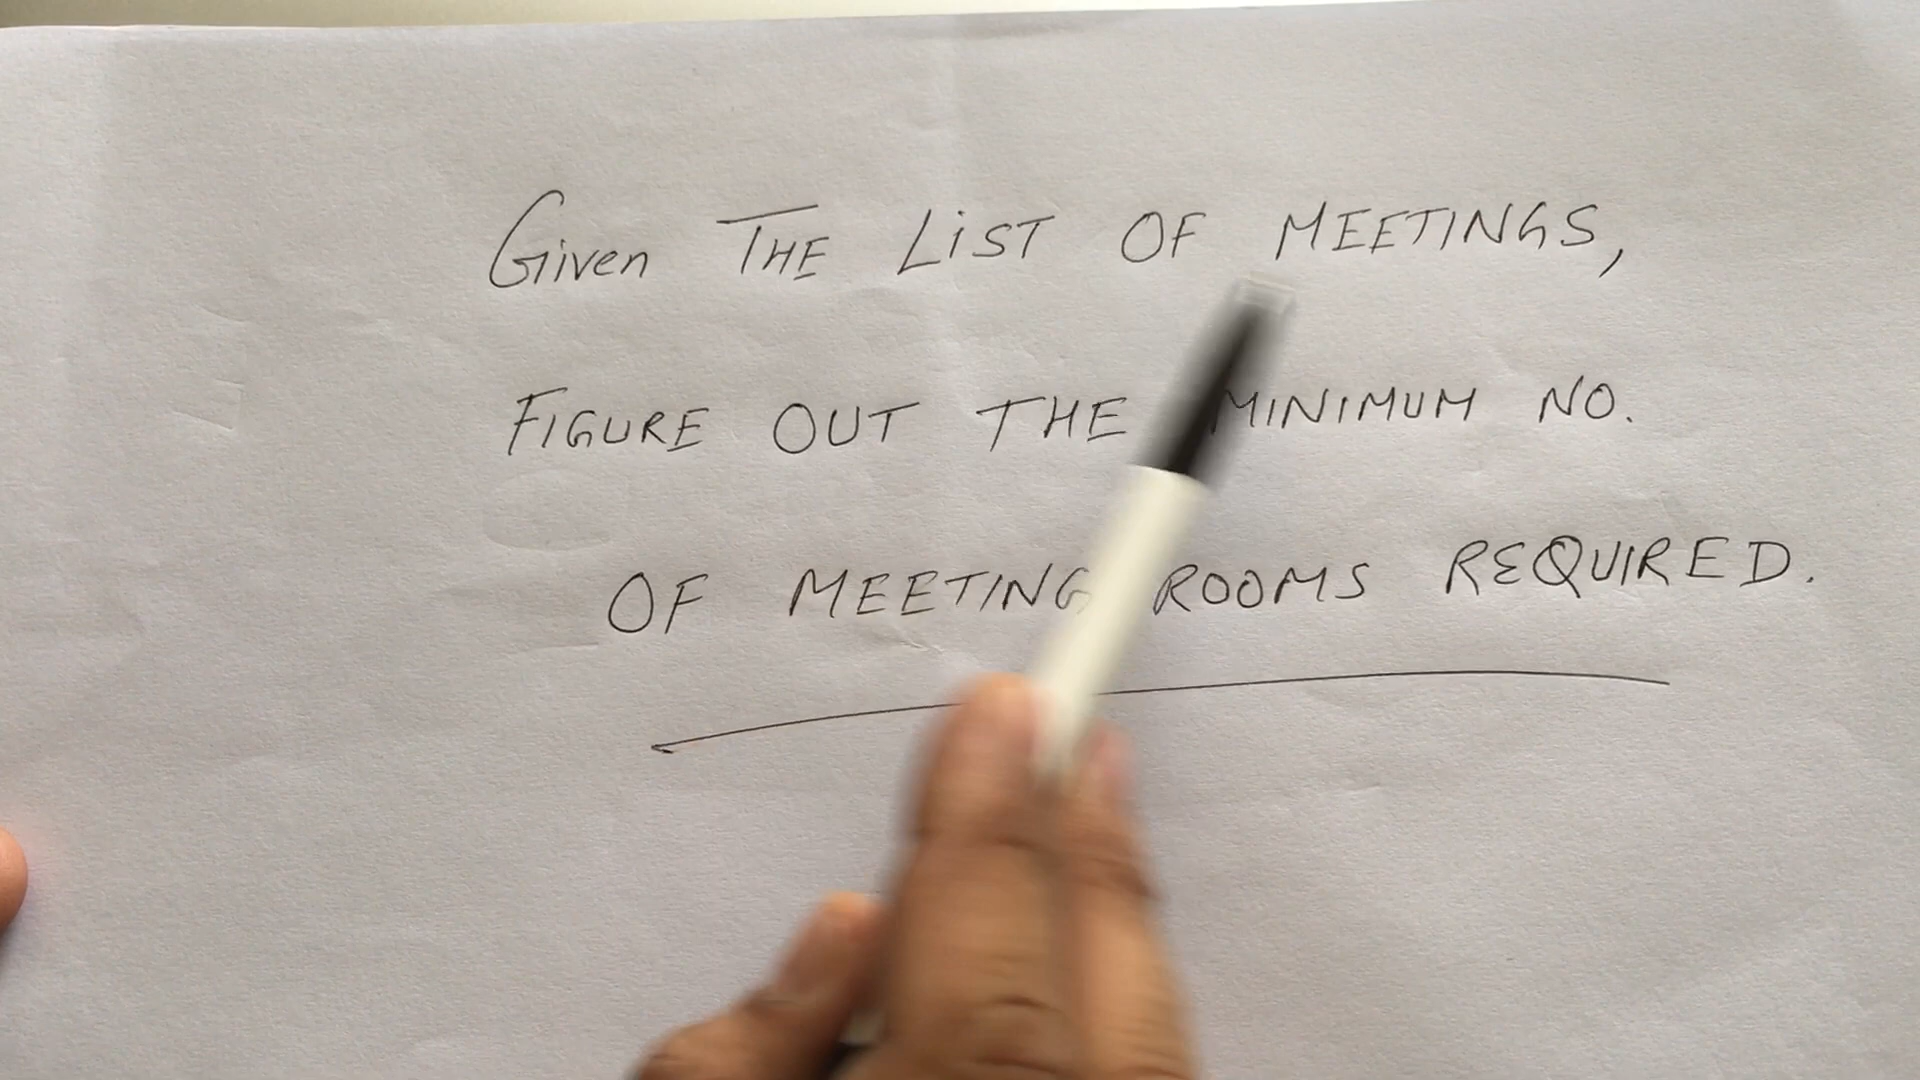 Given THE LiST OF MEETINGS,
FIGURE OUT THE MINIMUM NO.
OF MEETING ROOMS REQUIRED.